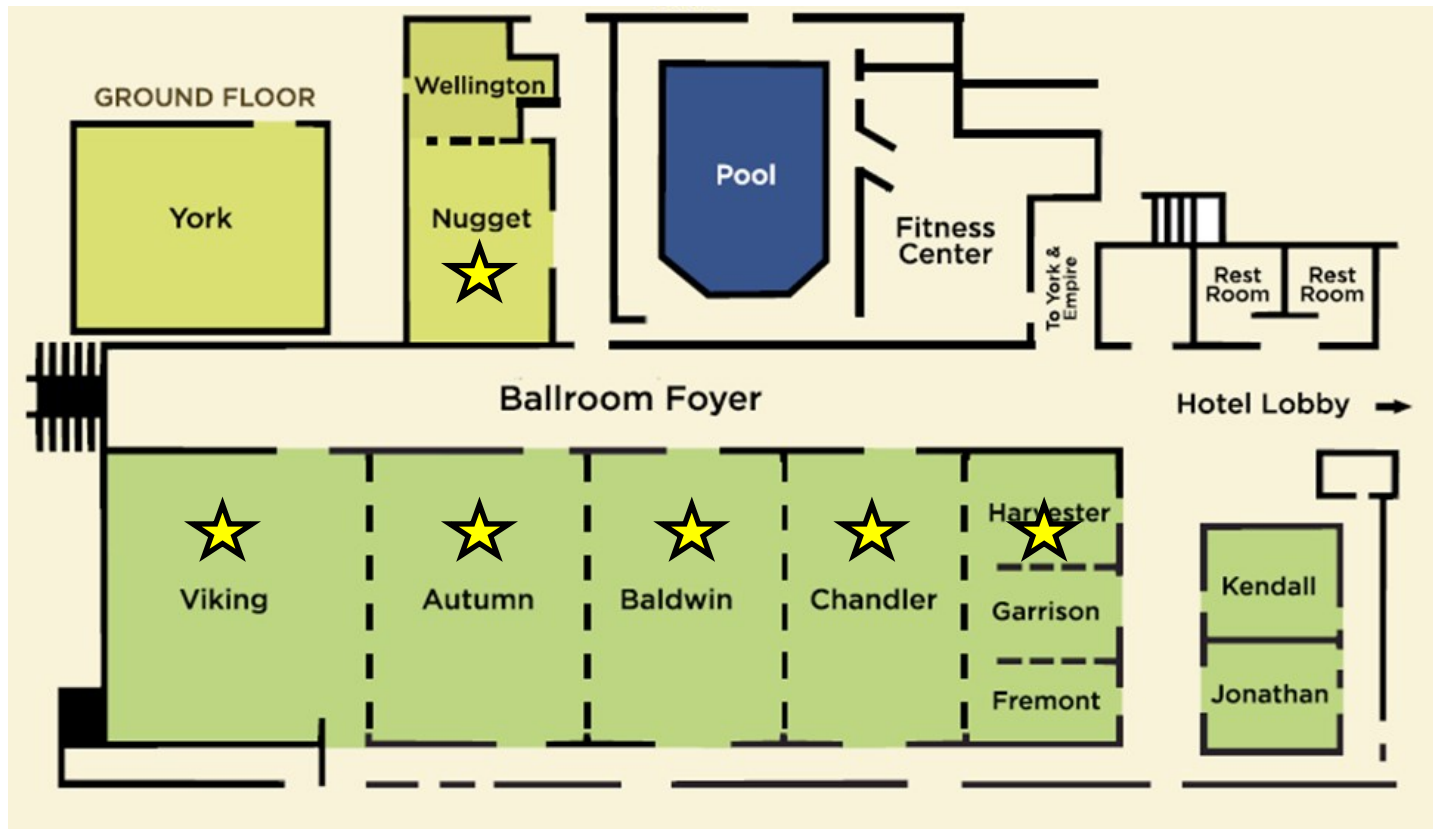 GROUND FLOOR
York
Wellington
Nugget
Pool
Fitness
Center
To York &
Empire
Rest
Room
Rest
Room
Ballroom Foyer
Hotel Lobby
Viking
Autumn
Baldwin
Chandler
Harvester
Garrison
Fremont
Kendall
Jonathan